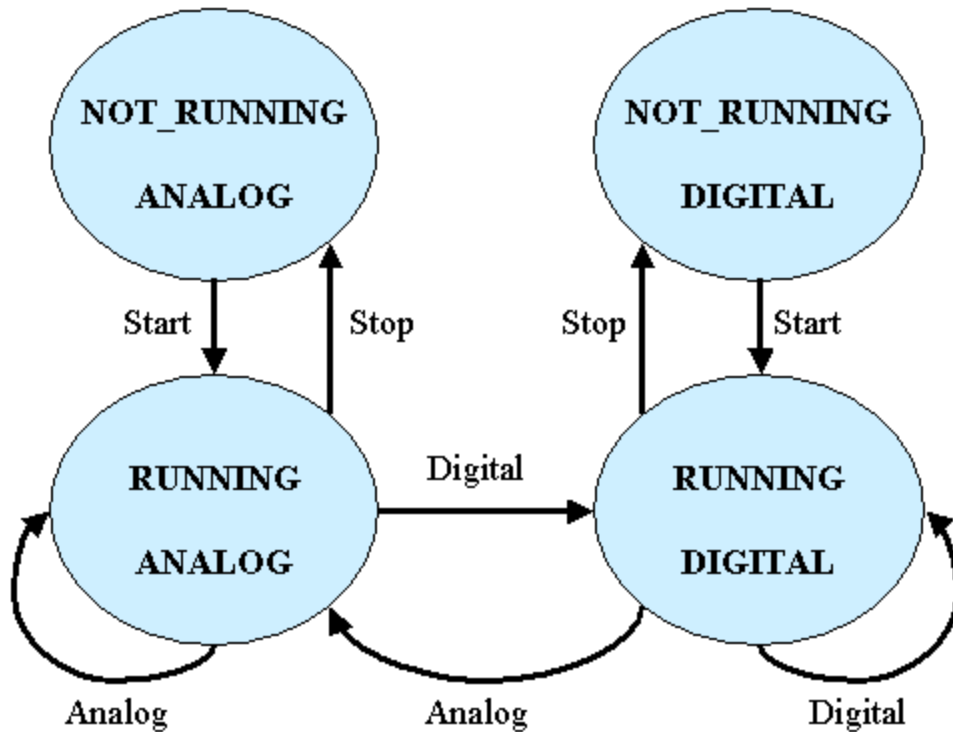 NOT_RUNNING
ANALOG
NOT_RUNNING
DIGITAL
Start
Stop
Stop
Start
RUNNING
ANALOG
Digital
RUNNING
DIGITAL
Analog
Analog
Digital